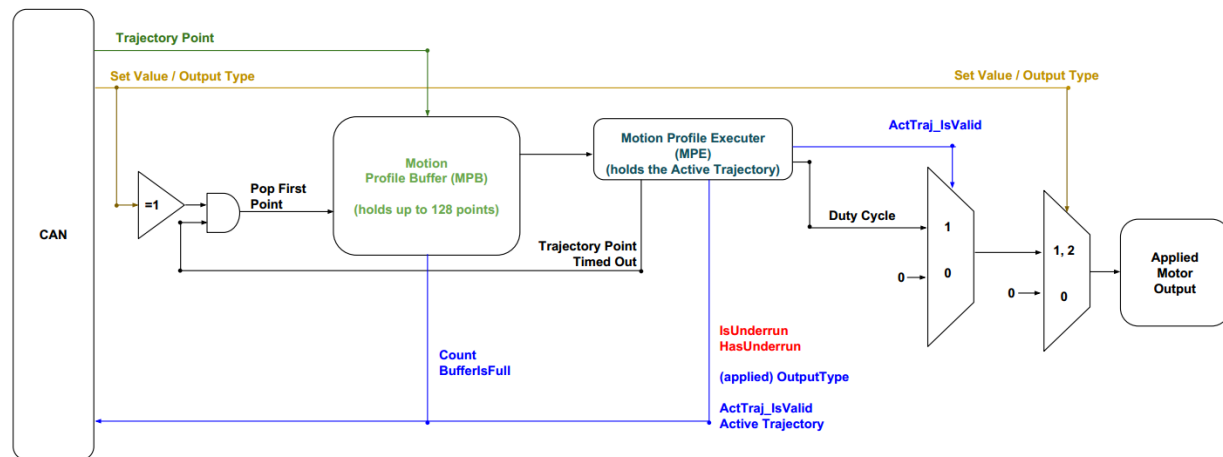 Trajectory Point
Set Value / Output Type
Set Value / Output Type
CAN
=1
Pop First
Point
Motion
Profile Buffer (MPB)
(holds up to 128 points)
Motion Profile Executer
(MPE)
(holds the Active Trajectory)
ActTraj_IsValid
Duty Cycle
Trajectory Point
Timed Out
1
0
0
1, 2
0
0
Applied
Motor
Output
Count
BufferIsFull
IsUnderrun
HasUnderrun
(applied) OutputType
ActTraj_IsValid
Active Trajectory